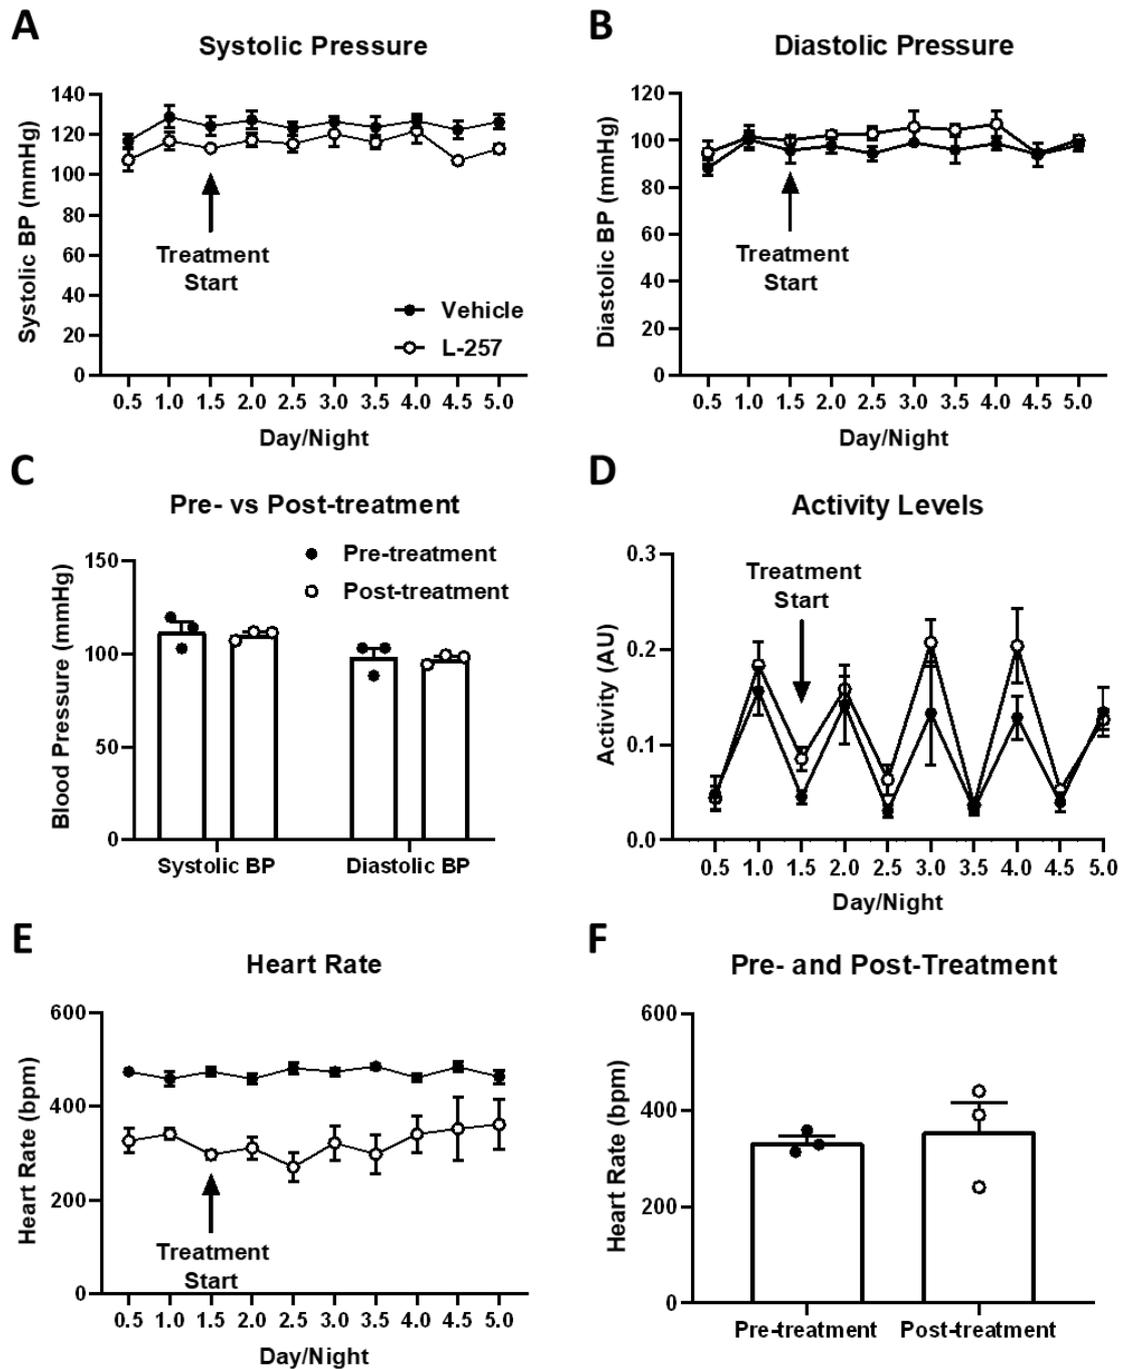 A
Systolic Pressure
Systolic BP (mmHg)
140
120
100
80
60
40
20
0
Treatment
Start
Vehicle
L-257
0.5 1.0 1.5 2.0 2.5 3.0 3.5 4.0 4.5 5.0
Day/Night
B
Diastolic Pressure
Diastolic BP (mmHg)
120
100
80
60
40
20
0
Treatment
Start
0.5 1.0 1.5 2.0 2.5 3.0 3.5 4.0 4.5 5.0
Day/Night
C
Pre- vs Post-treatment
Blood Pressure (mmHg)
150
100
50
0
Pre-treatment
Post-treatment
Systolic BP Diastolic BP
D
Activity Levels
Activity (AU)
0.3
0.2
0.1
0.0
Treatment
Start
0.5 1.0 1.5 2.0 2.5 3.0 3.5 4.0 4.5 5.0
Day/Night
E
Heart Rate
Heart Rate (bpm)
600
400
200
0
Treatment
Start
0.5 1.0 1.5 2.0 2.5 3.0 3.5 4.0 4.5 5.0
Day/Night
F
Pre- and Post-Treatment
Heart Rate (bpm)
600
400
200
0
Pre-treatment Post-treatment